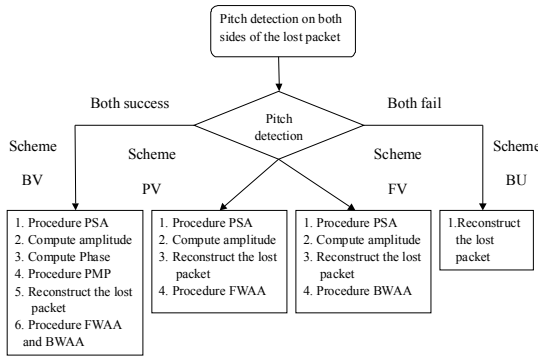 Pitch detection on both
sides of the lost packet
Both success
Both fail
Pitch
detection
Scheme
BV
Scheme
PV
Scheme
FV
Scheme
BU
1. Procedure PSA
2. Compute amplitude
3. Compute Phase
4. Procedure PMP
5. Reconstruct the lost
packet
6. Procedure FWAA
and BWAA
1. Procedure PSA
2. Compute amplitude
3. Reconstruct the lost
packet
4. Procedure FWAA
1. Procedure PSA
2. Compute amplitude
3. Reconstruct the lost
packet
4. Procedure BWAA
1.Reconstruct
the lost
packet